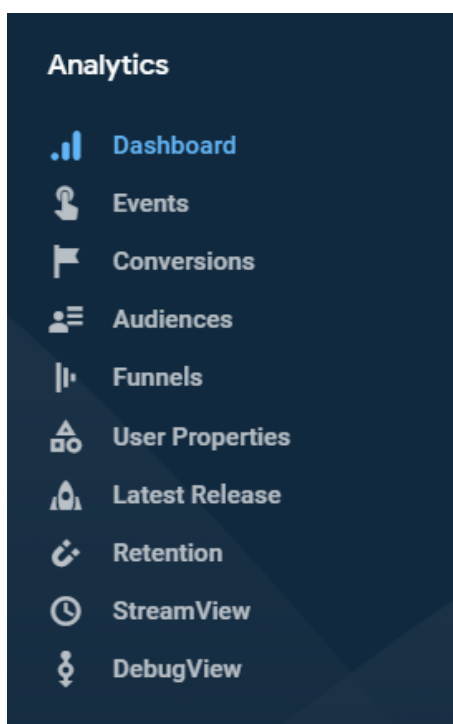 Analytics
Dashboard
Events
Conversions
Audiences
Funnels
User Properties
Latest Release
Retention
StreamView
DebugView